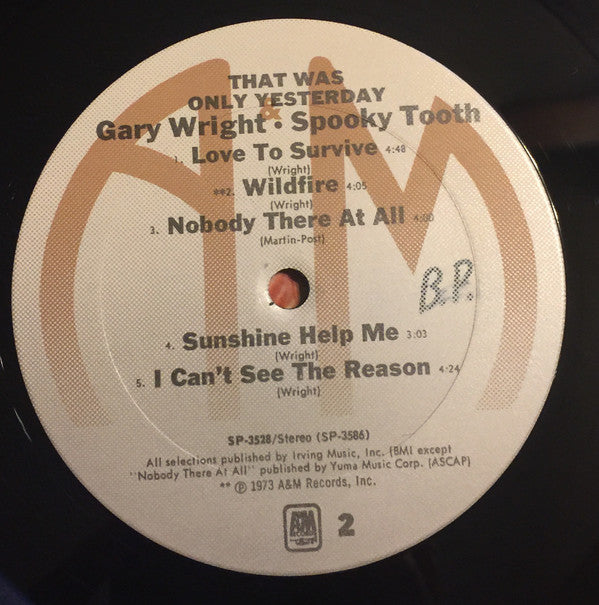 THAT WAS
ONLY YESTERDAY
Gary Wright • Spooky Tooth
1. Love To Survive 4:48
(Wright)
**2. Wildfire 4:05
(Wright)
3. Nobody There At All 4:00
(Martin-Post)
B.P.
4. Sunshine Help Me 3:03
(Wright)
5. I Can't See The Reason 4:24
(Wright)
SP-3528/Stereo (SP-3586)
All selections published by Irving Music, Inc. (BMI except
"Nobody There At All" published by Yuma Music Corp. (ASCAP)
** ℗ 1973 A&M Records, Inc.
A&M
RECORDS
2